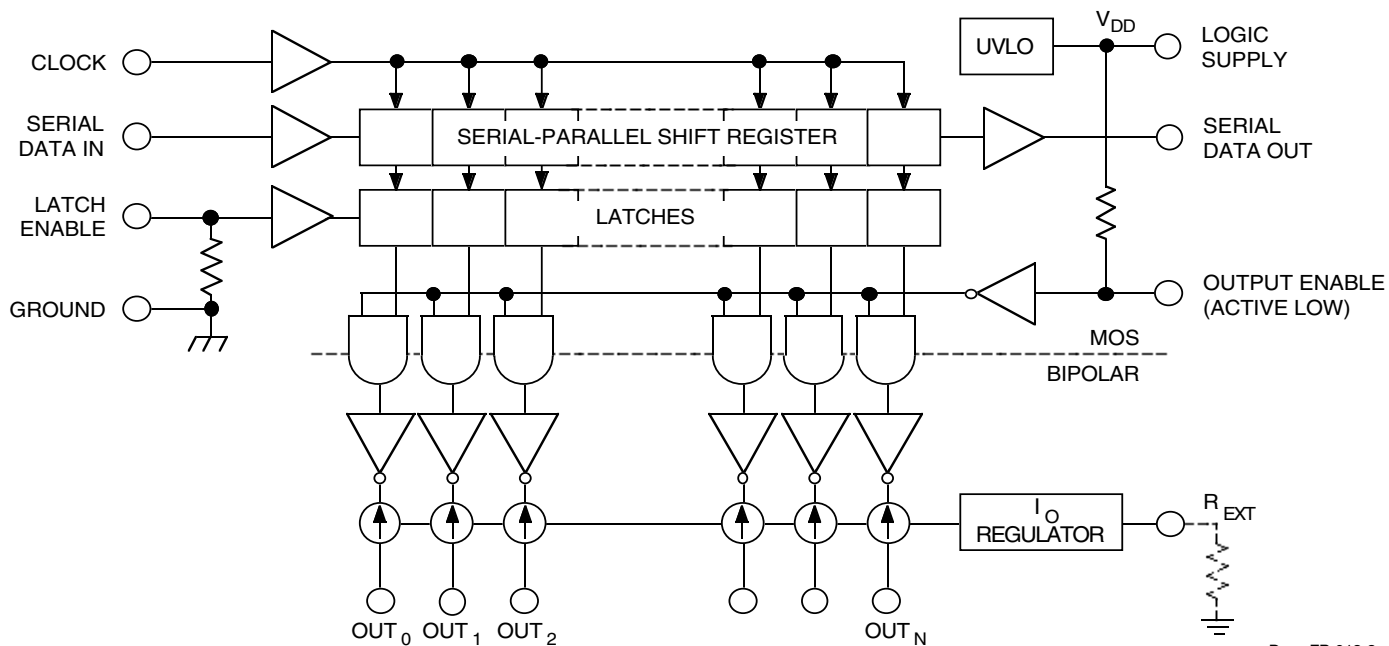 CLOCK
SERIAL
DATA IN
LATCH
ENABLE
GROUND
UVLO
VDD
LOGIC
SUPPLY
SERIAL-PARALLEL SHIFT REGISTER
SERIAL
DATA OUT
LATCHES
OUTPUT ENABLE
(ACTIVE LOW)
MOS
BIPOLAR
IO
REGULATOR
REXT
OUT0
OUT1
OUT2
OUTN